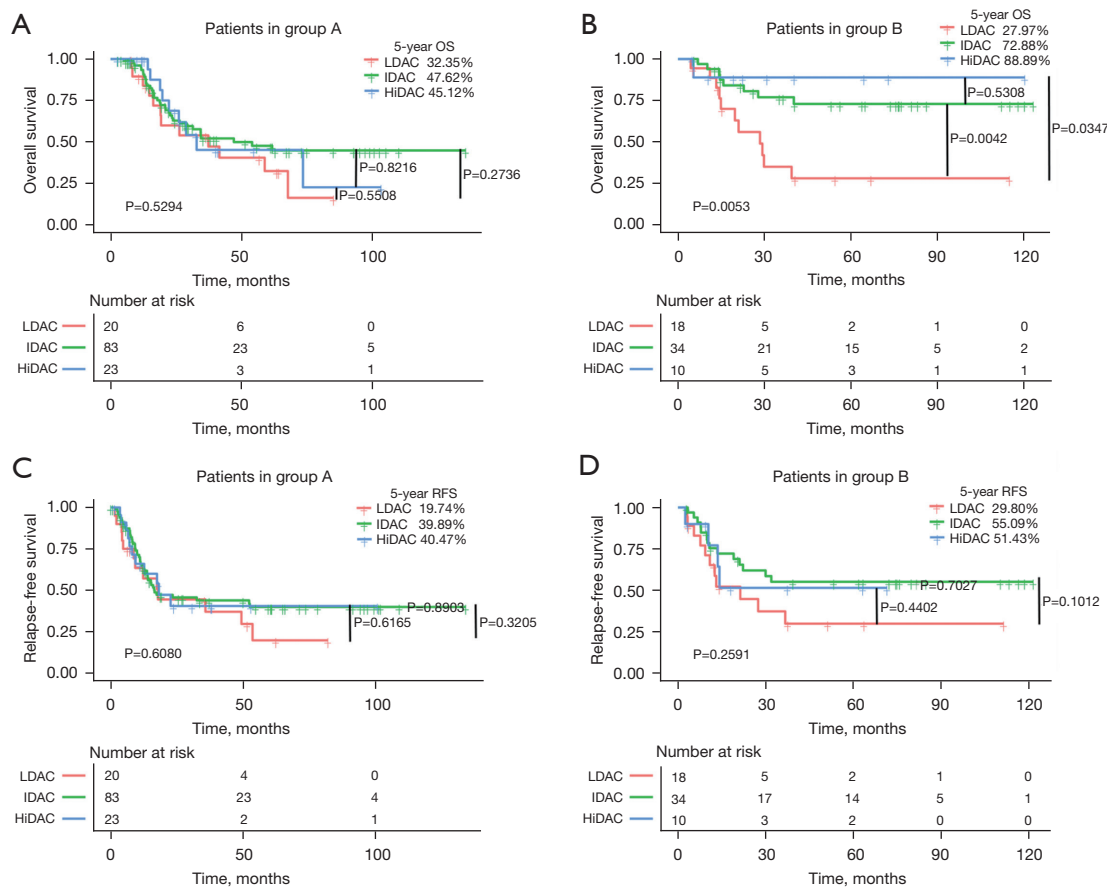 A
Patients in group A
5-year OS
LDAC 32.35%
IDAC 47.62%
HiDAC 45.12%
Overall survival
1.00
0.75
0.50
0.25
0.00
P=0.8216
P=0.2736
P=0.5508
P=0.5294
0 50 100
Time, months
Number at risk
LDAC 20 6 0
IDAC 83 23 5
HiDAC 23 3 1
0 50 100
Time, months
B
Patients in group B
5-year OS
LDAC 27.97%
IDAC 72.88%
HiDAC 88.89%
Overall survival
1.00
0.75
0.50
0.25
0.00
P=0.5308
P=0.0347
P=0.0042
P=0.0053
0 30 60 90 120
Time, months
Number at risk
LDAC 18 5 2 1 0
IDAC 34 21 15 5 2
HiDAC 10 5 3 1 1
0 30 60 90 120
Time, months
C
Patients in group A
5-year RFS
LDAC 19.74%
IDAC 39.89%
HiDAC 40.47%
Relapse-free survival
1.00
0.75
0.50
0.25
0.00
P=0.8903
P=0.6165
P=0.3205
P=0.6080
0 50 100
Time, months
Number at risk
LDAC 20 4 0
IDAC 83 23 4
HiDAC 23 2 1
0 50 100
Time, months
D
Patients in group B
5-year RFS
LDAC 29.80%
IDAC 55.09%
HiDAC 51.43%
Relapse-free survival
1.00
0.75
0.50
0.25
0.00
P=0.7027
P=0.1012
P=0.4402
P=0.2591
0 30 60 90 120
Time, months
Number at risk
LDAC 18 5 2 1 0
IDAC 34 17 14 5 1
HiDAC 10 3 2 0 0
0 30 60 90 120
Time, months